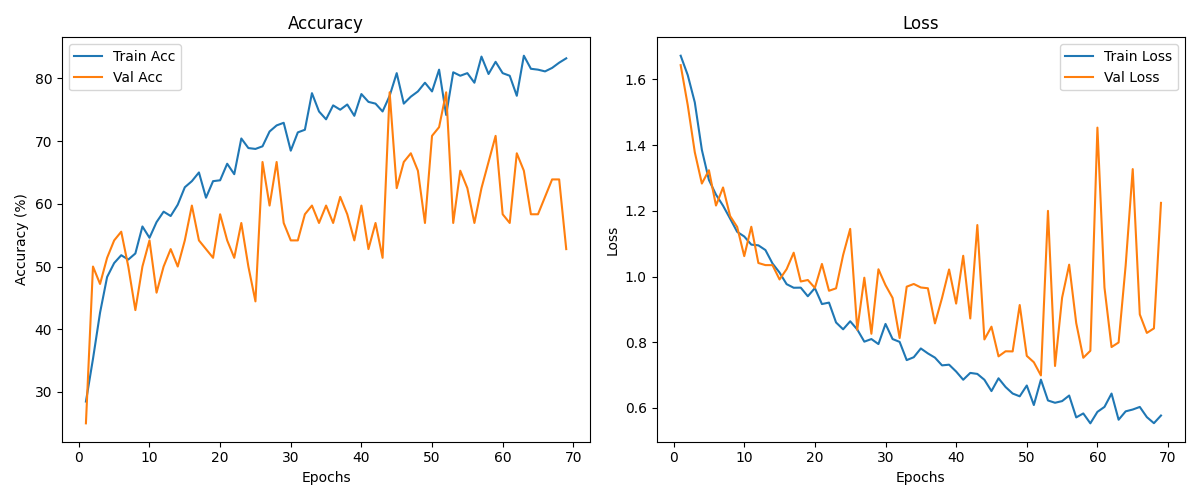 Accuracy
Train Acc
Val Acc
Accuracy (%)
80
70
60
50
40
30
0 10 20 30 40 50 60 70
Epochs
Loss
Train Loss
Val Loss
Loss
1.6
1.4
1.2
1.0
0.8
0.6
0 10 20 30 40 50 60 70
Epochs